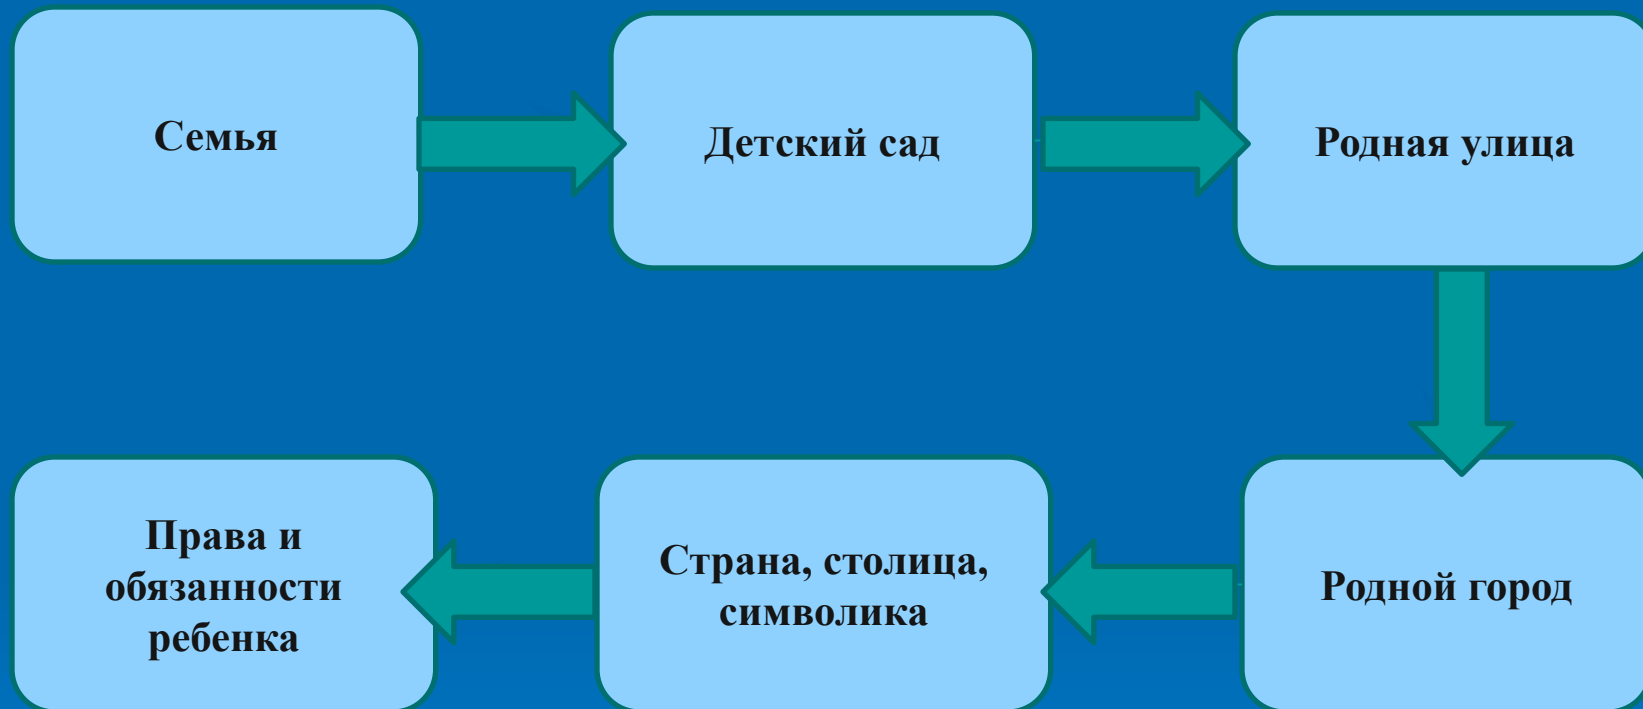 Семья
Детский сад
Родная улица
Родной город
Страна, столица,
символика
Права и
обязанности
ребенка